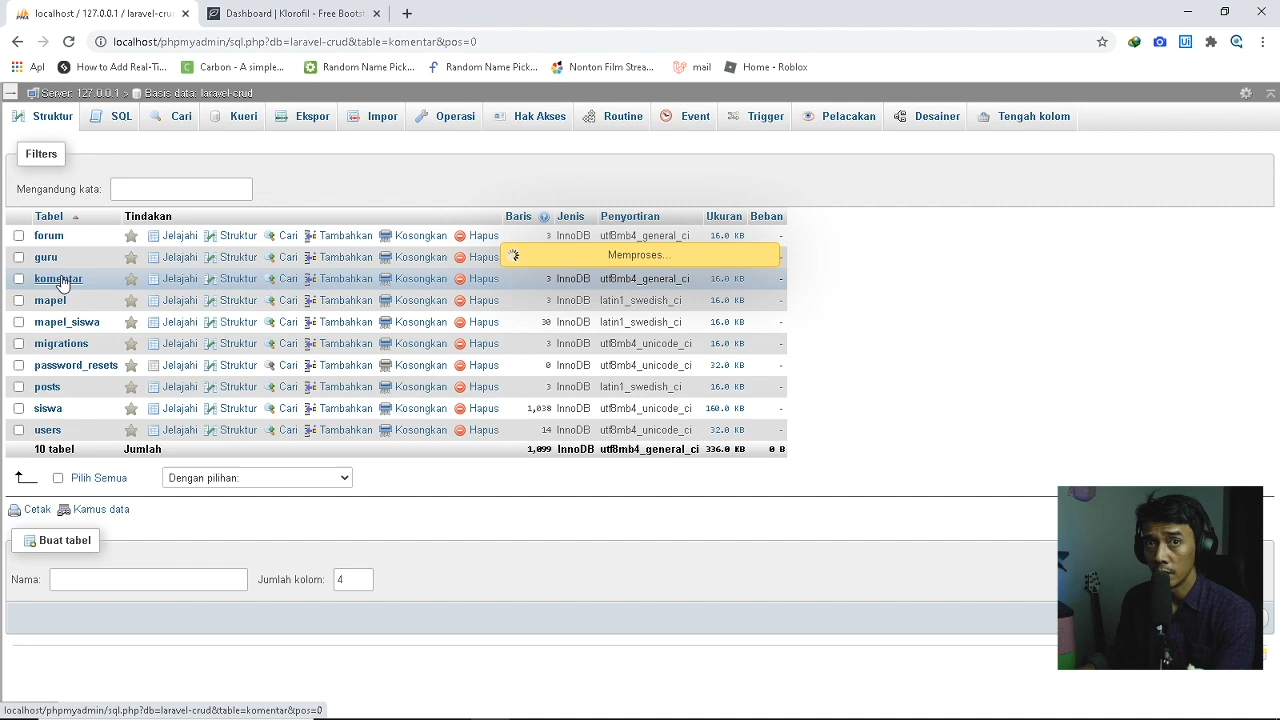 localhost / 127.0.0.1 / laravel-cru
Dashboard | Klorofil - Free Bootst
localhost/phpmyadmin/sql.php?db=laravel-crud&table=komentar&pos=0
Apl How to Add Real-Ti... Carbon - A simple... Random Name Pick... Random Name Pick... Nonton Film Strea... mail Home - Roblox
Server: 127.0.0.1 > Basis data: laravel-crud
Struktur SQL Cari Kueri Ekspor Impor Operasi Hak Akses Routine Event Trigger Pelacakan Desainer Tengah kolom
Filters
Mengandung kata:
Tabel Tindakan Baris Jenis Penyortiran Ukuran Beban
forum Jelajahi Struktur Cari Tambahkan Kosongkan Hapus 3 InnoDB utf8mb4_general_ci 16.0 KB
guru Jelajahi Struktur Cari Tambahkan Kosongkan Hapus -
Memproses...
komentar Jelajahi Struktur Cari Tambahkan Kosongkan Hapus 3 InnoDB utf8mb4_general_ci 16.0 KB -
mapel Jelajahi Struktur Cari Tambahkan Kosongkan Hapus 3 InnoDB latin1_swedish_ci 16.0 KB -
mapel_siswa Jelajahi Struktur Cari Tambahkan Kosongkan Hapus 30 InnoDB latin1_swedish_ci 16.0 KB -
migrations Jelajahi Struktur Cari Tambahkan Kosongkan Hapus 3 InnoDB utf8mb4_unicode_ci 16.0 KB -
password_resets Jelajahi Struktur Cari Tambahkan Kosongkan Hapus 0 InnoDB utf8mb4_unicode_ci 32.0 KB -
posts Jelajahi Struktur Cari Tambahkan Kosongkan Hapus 3 InnoDB latin1_swedish_ci 16.0 KB -
siswa Jelajahi Struktur Cari Tambahkan Kosongkan Hapus 1,038 InnoDB utf8mb4_unicode_ci 160.0 KB -
users Jelajahi Struktur Cari Tambahkan Kosongkan Hapus 14 InnoDB utf8mb4_unicode_ci 32.0 KB -
10 tabel Jumlah 1,099 InnoDB utf8mb4_general_ci 336.0 KB 0 B
Pilih Semua Dengan pilihan:
Cetak Kamus data
Buat tabel
Nama: Jumlah kolom: 4
localhost/phpmyadmin/sql.php?db=laravel-crud&table=komentar&pos=0